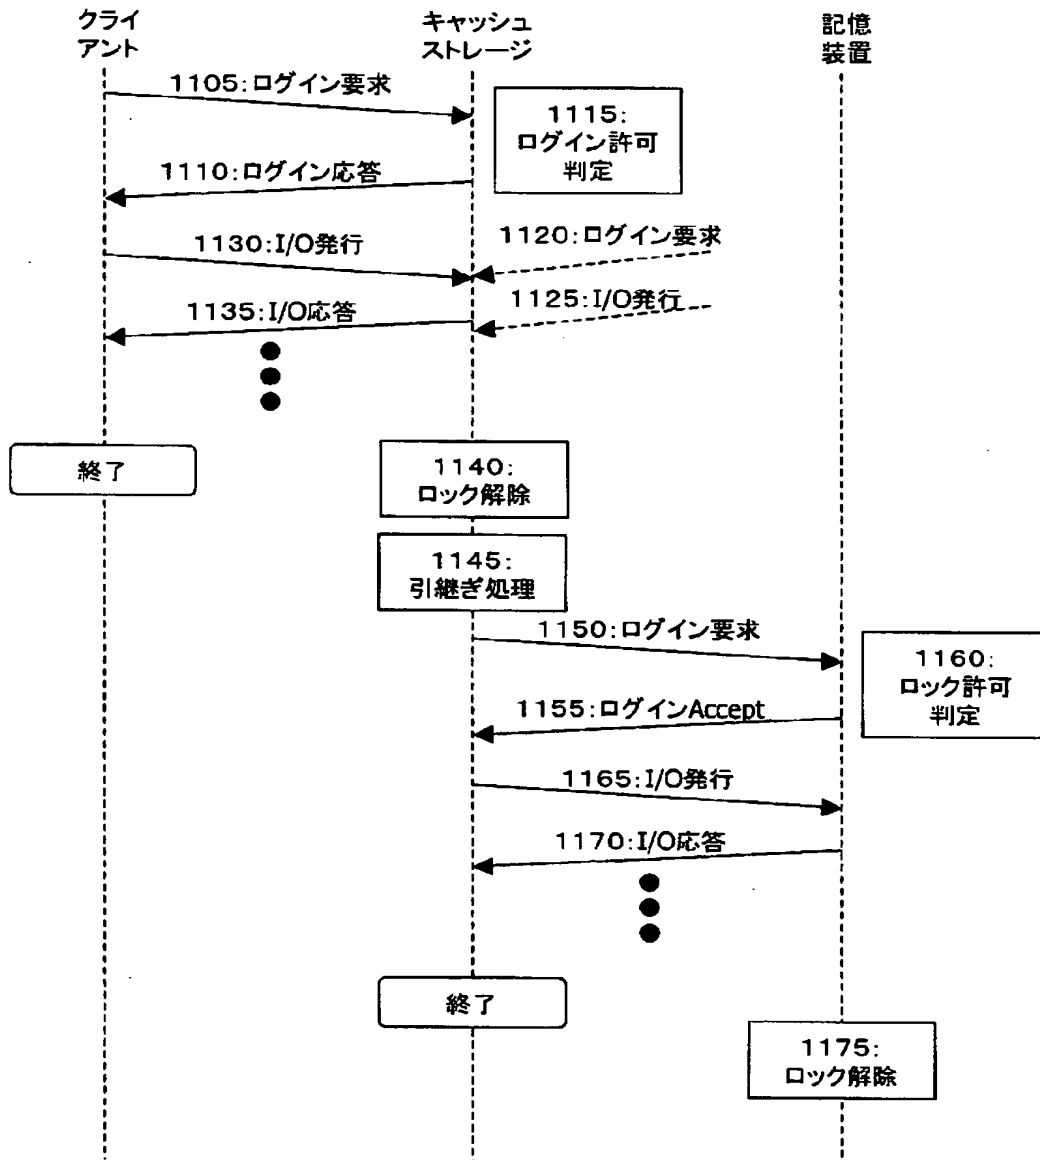 クライ
アント
キャッシュ
ストレージ
記憶
装置
1105:ログイン要求
1115:
ログイン許可
判定
1110:ログイン応答
1120:ログイン要求
1130:I/O発行
1125:I/O発行
1135:I/O応答
終了
1140:
ロック解除
1145:
引継ぎ処理
1150:ログイン要求
1160:
ロック許可
判定
1155:ログインAccept
1165:I/O発行
1170:I/O応答
終了
1175:
ロック解除